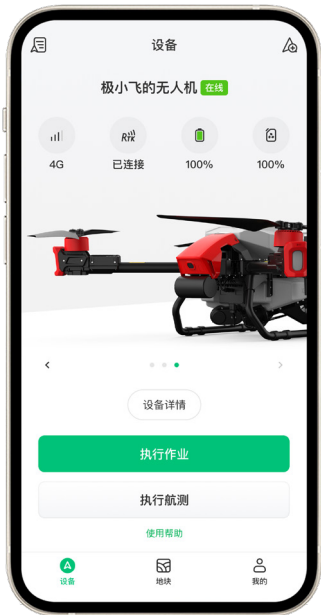 设备
极小飞的无人机 在线
RTK
4G 已连接 100% 100%
设备详情
执行作业
执行航测
使用帮助
设备 地块 我的